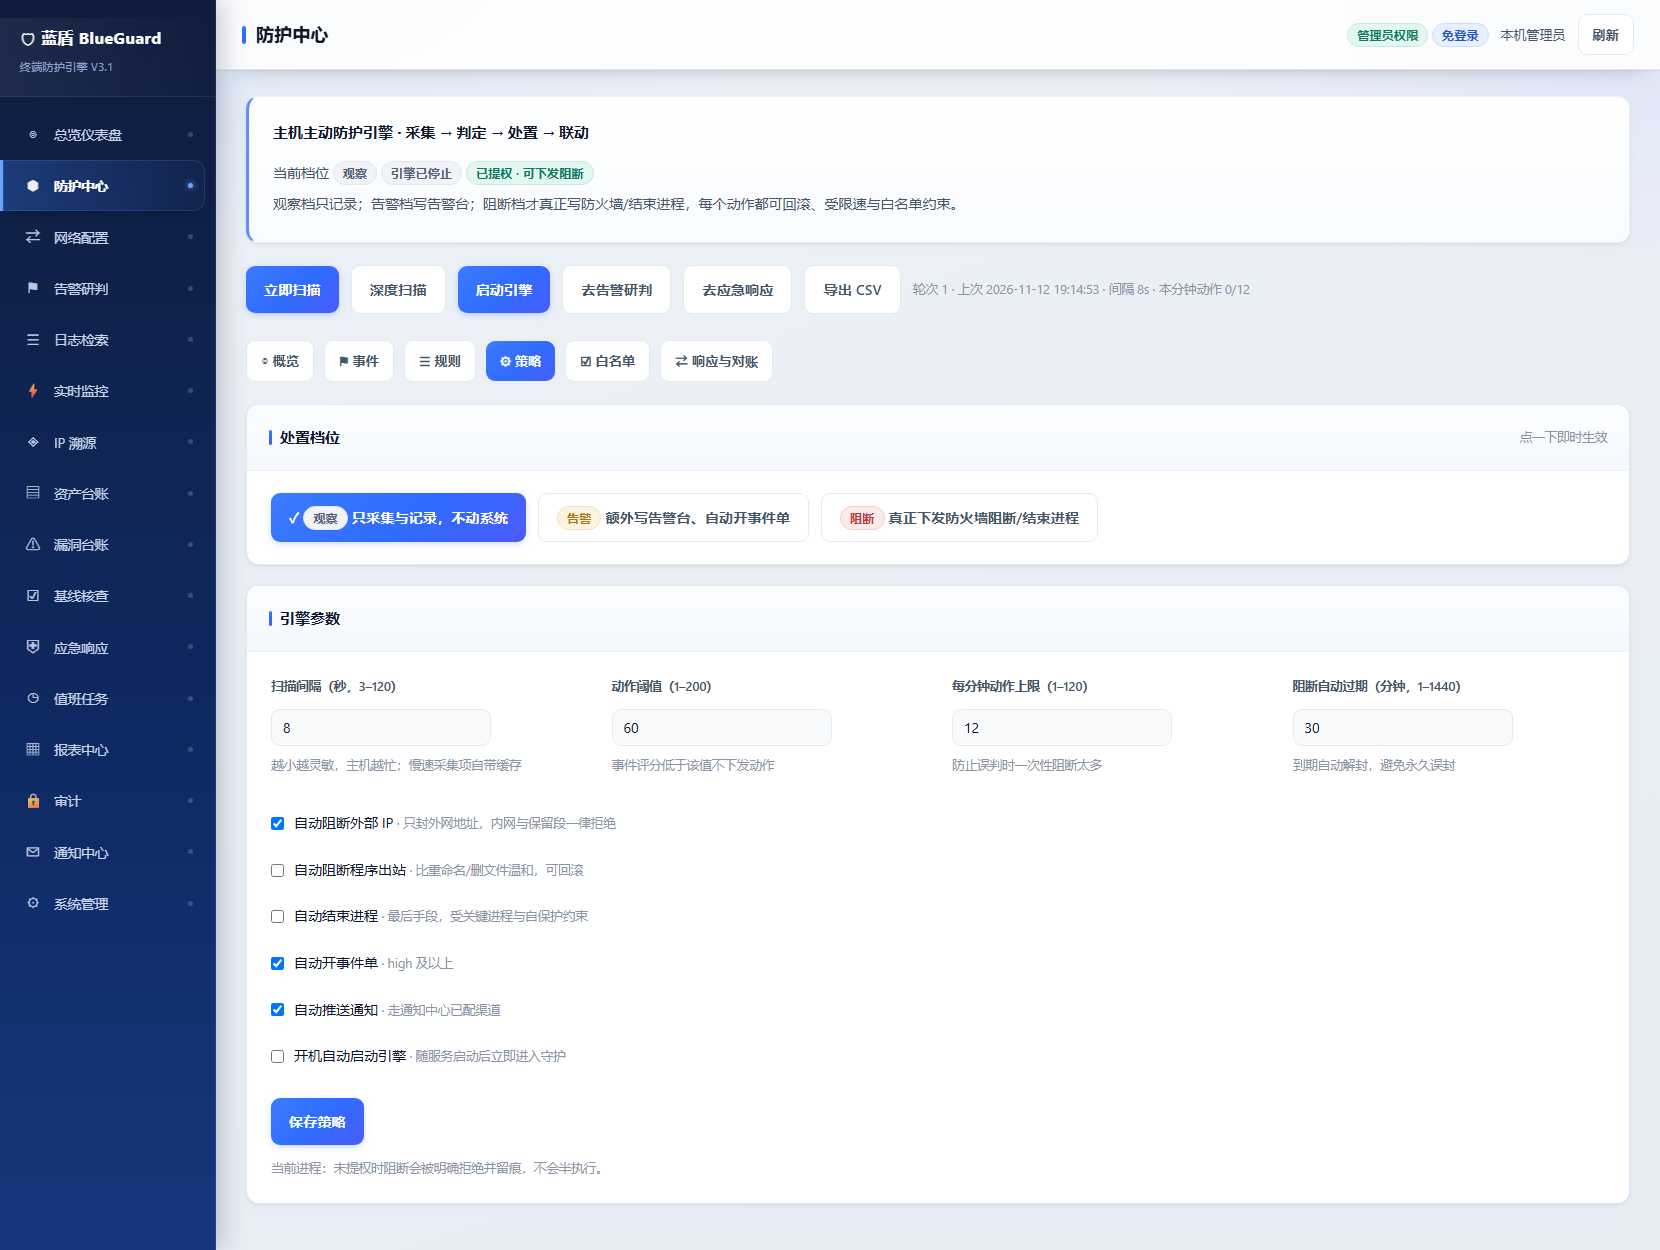 蓝盾 BlueGuard
终端防护引擎 V3.1
总览仪表盘
防护中心
网络配置
告警研判
日志检索
实时监控
IP 溯源
资产台账
漏洞台账
基线核查
应急响应
值班任务
报表中心
审计
通知中心
系统管理
防护中心
管理员权限 免登录 本机管理员 刷新
主机主动防护引擎 · 采集 → 判定 → 处置 → 联动
当前档位 观察 引擎已停止 已提权 · 可下发阻断
观察档只记录；告警档写告警台；阻断档才真正写防火墙/结束进程，每个动作都可回滚、受限速与白名单约束。
立即扫描 深度扫描 启动引擎 去告警研判 去应急响应 导出 CSV 轮次 1 · 上次 2026-11-12 19:14:53 · 间隔 8s · 本分钟动作 0/12
概览 事件 规则 策略 白名单 响应与对账
处置档位 点一下即时生效
✓ 观察 只采集与记录，不动系统 告警 额外写告警台、自动开事件单 阻断 真正下发防火墙阻断/结束进程
引擎参数
扫描间隔（秒，3–120） 动作阈值（1–200） 每分钟动作上限（1–120） 阻断自动过期（分钟，1–1440）
8 60 12 30
越小越灵敏，主机越忙；慢速采集项自带缓存 事件评分低于该值不下发动作 防止误判时一次性阻断太多 到期自动解封，避免永久误封
自动阻断外部 IP · 只封外网地址，内网与保留段一律拒绝
自动阻断程序出站 · 比重命名/删文件温和，可回滚
自动结束进程 · 最后手段，受关键进程与自保护约束
自动开事件单 · high 及以上
自动推送通知 · 走通知中心已配渠道
开机自动启动引擎 · 随服务启动后立即进入守护
保存策略
当前进程：未提权时阻断会被明确拒绝并留痕，不会半执行。